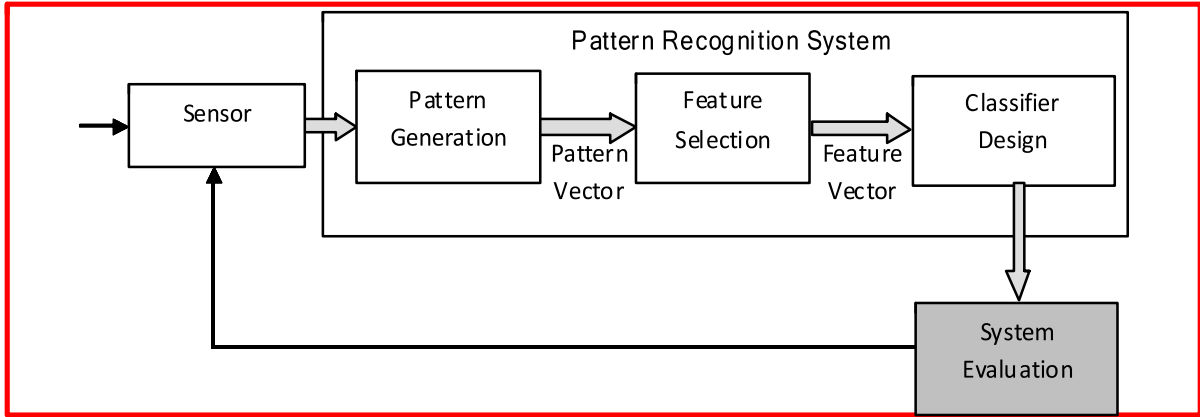 Pattern Recognition System
Sensor
Pattern
Generation
Pattern
Vector
Feature
Selection
Feature
Vector
Classifier
Design
System
Evaluation